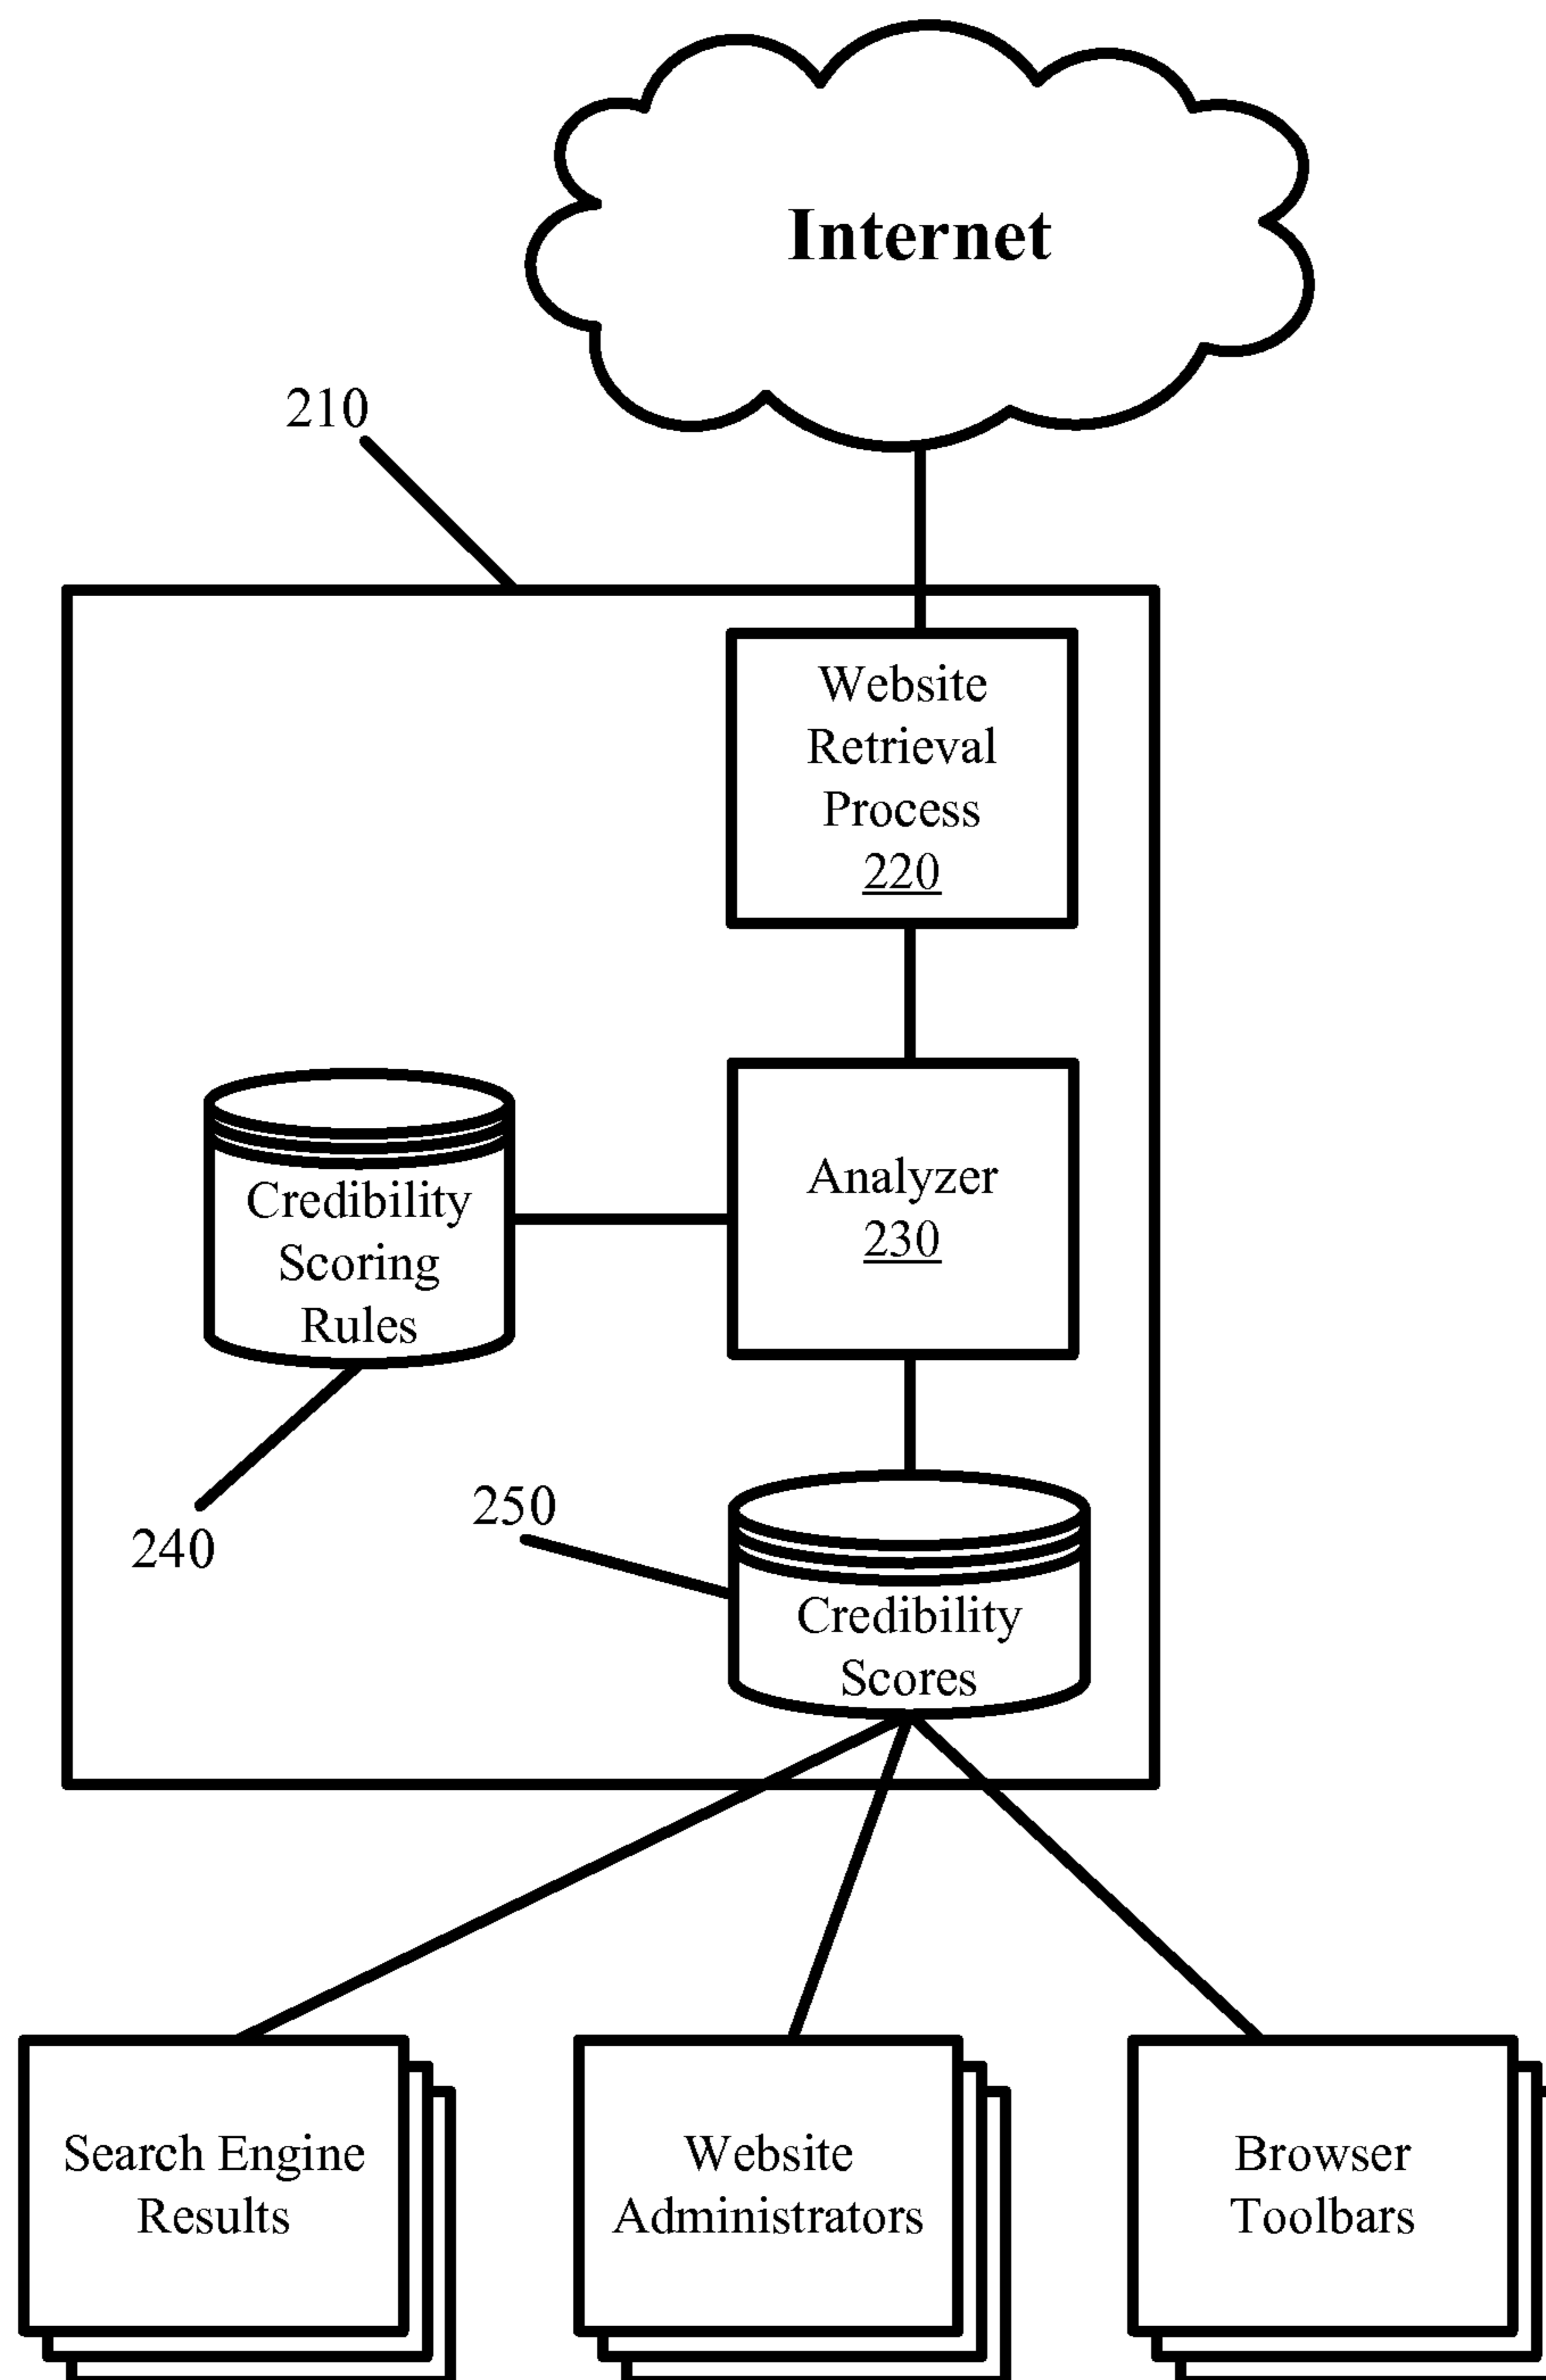 Internet
210
Website
Retrieval
Process
220
Analyzer
230
Credibility
Scoring
Rules
240
250
Credibility
Scores
Search Engine
Results
Website
Administrators
Browser
Toolbars